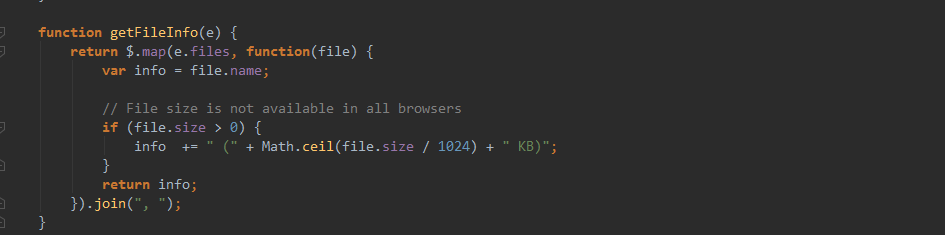 function getFileInfo(e) {
    return $.map(e.files, function(file) {
        var info = file.name;

        // File size is not available in all browsers
        if (file.size > 0) {
            info  += " (" + Math.ceil(file.size / 1024) + " KB)";
        }
        return info;
    }).join(", ");
}